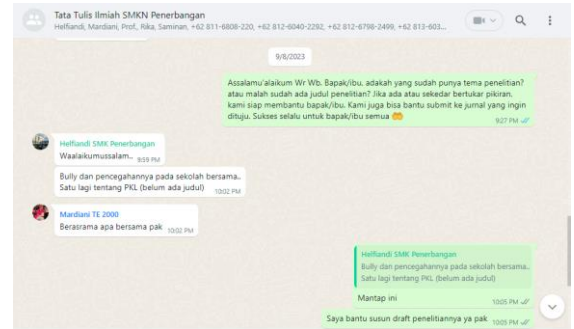 Tata Tulis Ilmiah SMKN Penerbangan
Helfiandi, Mardiani, Prof., Rika, Saminan, +62 811-6808-220, +62 812-6040-2292, +62 812-6798-2499, +62 813-603...
9/8/2023
Assalamu'alaikum Wr Wb. Bapak/ibu, adakah yang sudah punya tema penelitian?
atau malah sudah ada judul penelitian? Jika ada atau sekedar bertukar pikiran,
kami siap membantu bapak/ibu. Kami juga bisa bantu submit ke jurnal yang ingin
dituju. Sukses selalu untuk bapak/ibu semua 🤲
9:27 PM
Helfiandi SMK Penerbangan
Waalaikumussalam.. 9:59 PM
Bully dan pencegahannya pada sekolah bersama..
Satu lagi tentang PKL (belum ada judul) 10:02 PM
Mardiani TE 2000
Berasrama apa bersama pak 10:02 PM
Helfiandi SMK Penerbangan
Bully dan pencegahannya pada sekolah bersama..
Satu lagi tentang PKL (belum ada judul)
Mantap ini 10:05 PM
Saya bantu susun draft penelitiannya ya pak 10:05 PM